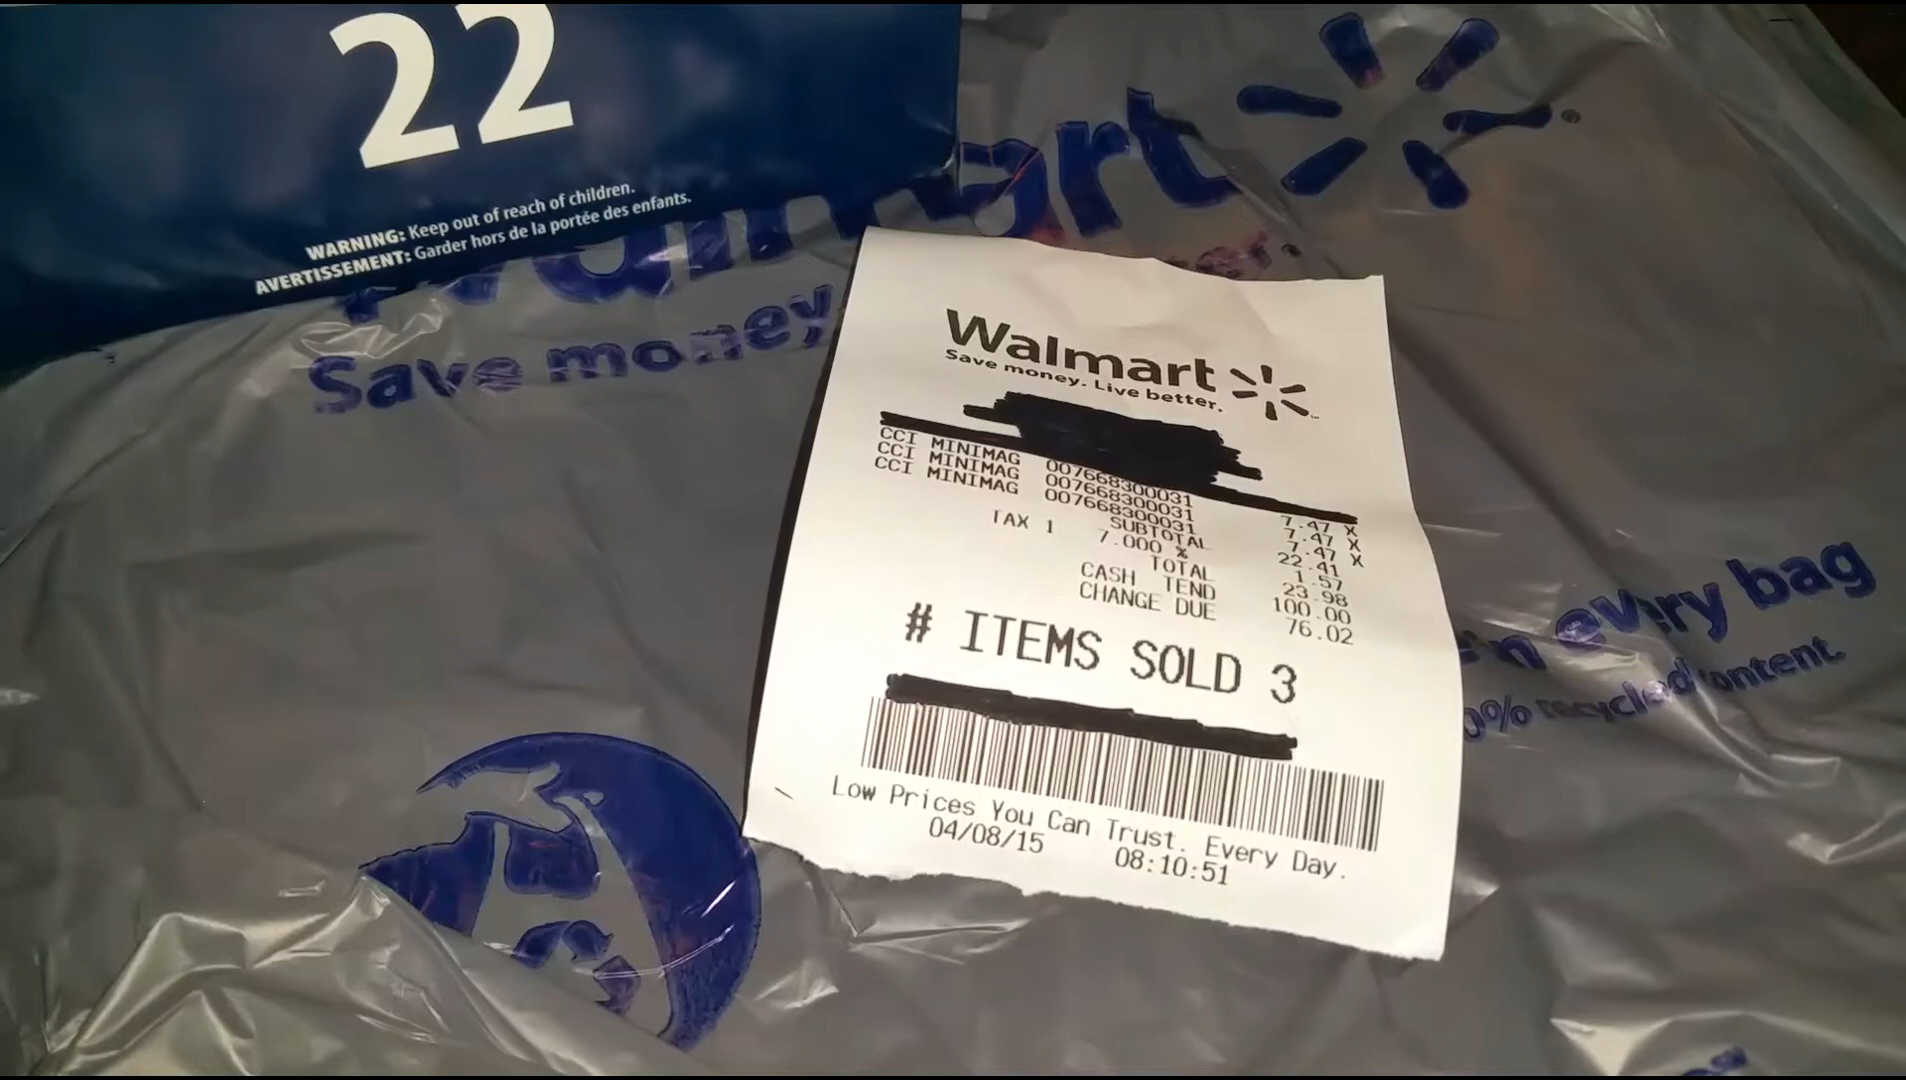 22
WARNING: Keep out of reach of children.
AVERTISSEMENT: Garder hors de la portée des enfants.
Walmart
Save money.
Walmart
Save money. Live better.
CCI MINIMAG 007668300031 7.47 X
CCI MINIMAG 007668300031 7.47 X
CCI MINIMAG 007668300031 7.47 X
SUBTOTAL 22.41
TAX 1 7.000 % 1.57
TOTAL 23.98
CASH TEND 100.00
CHANGE DUE 76.02
# ITEMS SOLD 3
Low Prices You Can Trust. Every Day.
04/08/15 08:10:51
every bag
recycled content.